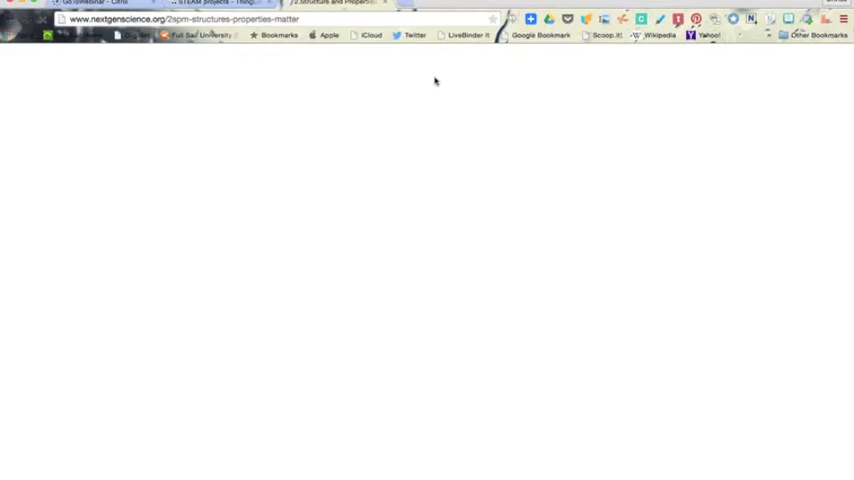 GoToWebinar - Citrix
STEAM projects - ThingL
2.Structure and Properties
www.nextgenscience.org/2spm-structures-properties-matter
Full Sail University
Bookmarks
Apple
iCloud
Twitter
LiveBinder It
Google Bookmark
Scoop.it!
Wikipedia
Yahoo!
Other Bookmarks